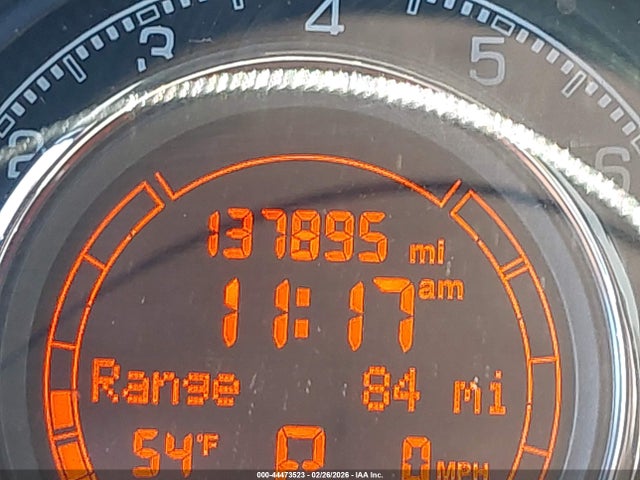 2 3 4 5 6
137895 mi
11:17 am
Range 84 mi
54°F 0 MPH
000-44473523 - 02/26/2026 - IAA Inc.